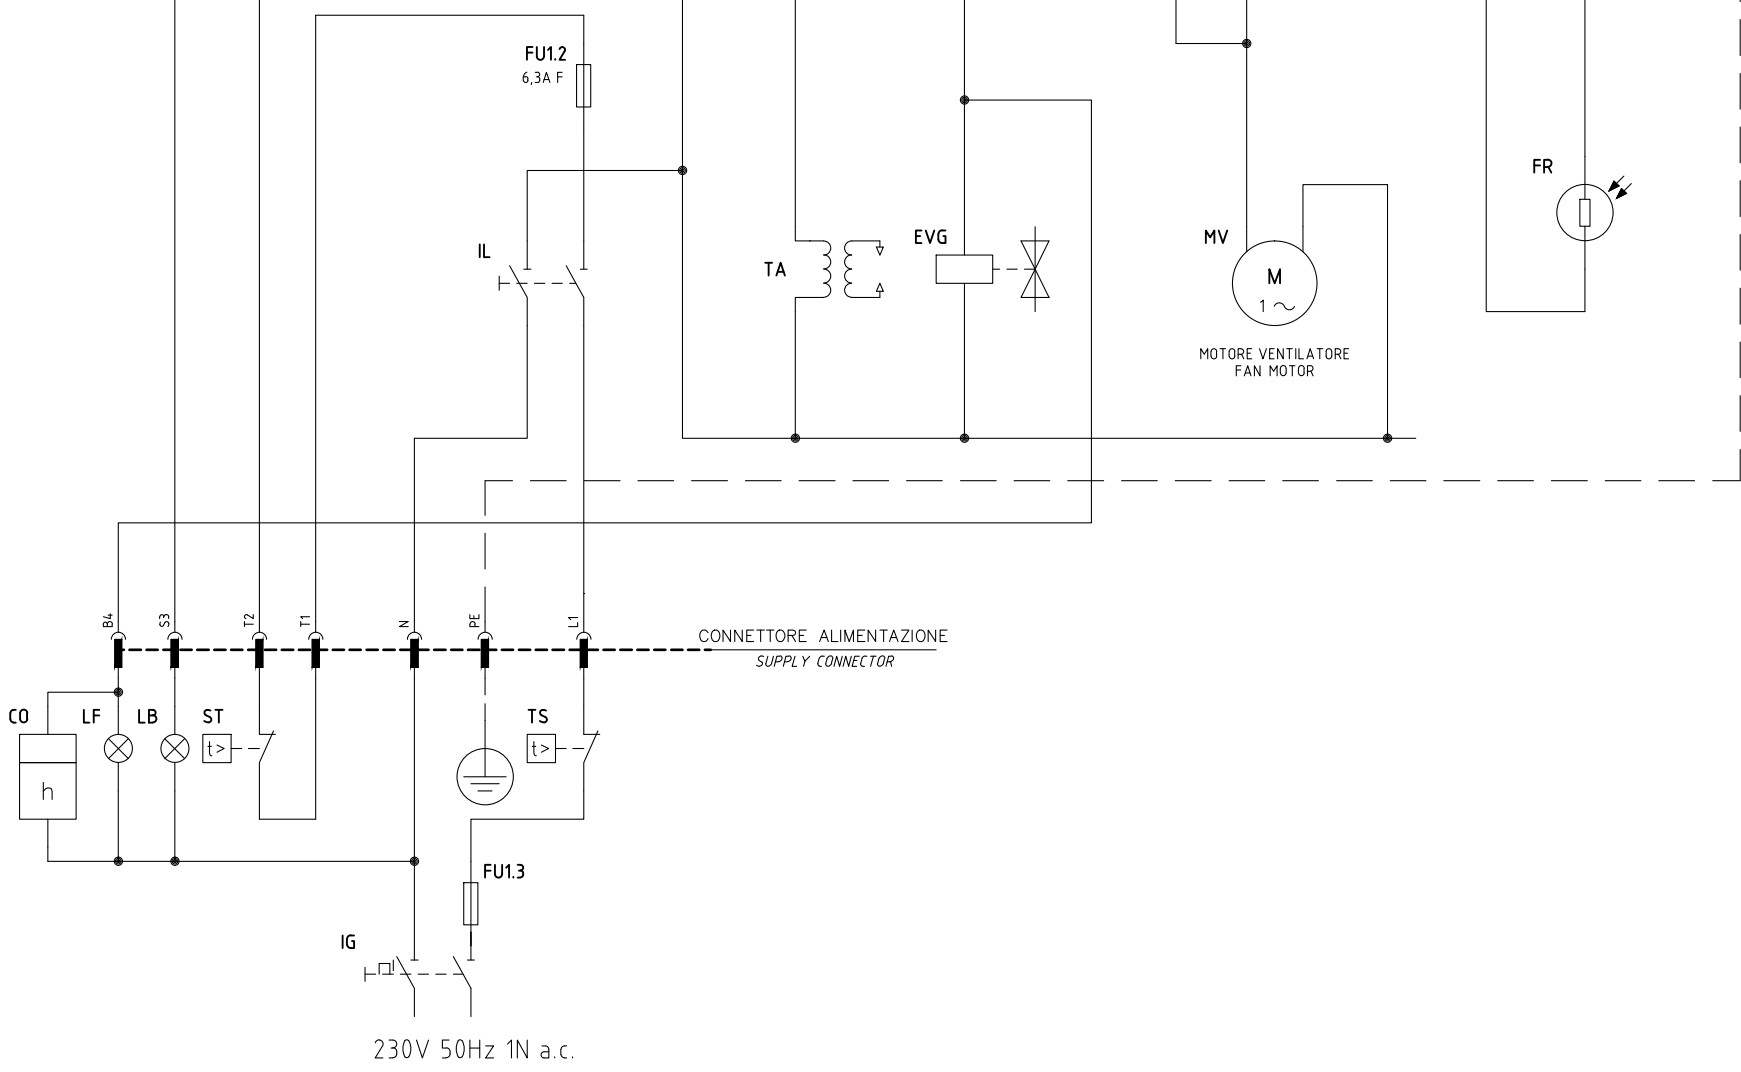 FU1.2
6,3A F
FR
IL
EVG
MV
TA
M
1
MOTORE VENTILATORE
FAN MOTOR
B4
S3
T2
T1
N
PE
L1
CONNETTORE ALIMENTAZIONE
SUPPLY CONNECTOR
CO
LF
LB
ST
TS
t>
t>
h
FU1.3
IG
230V 50Hz 1N a.c.